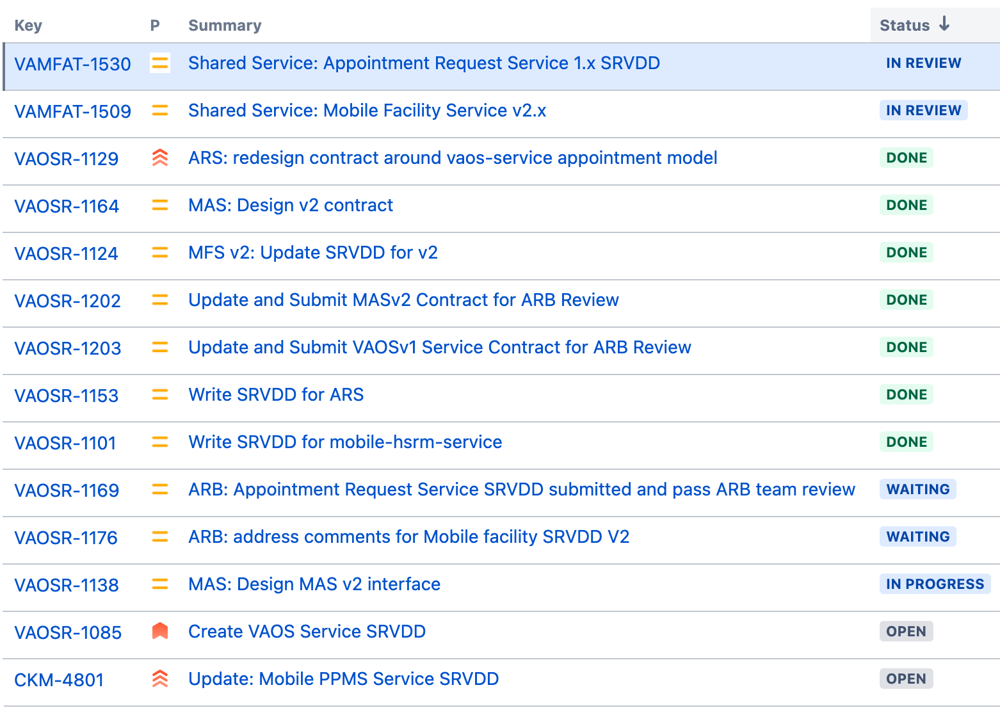 Key P Summary Status ↓
VAMFAT-1530 Shared Service: Appointment Request Service 1.x SRVDD IN REVIEW
VAMFAT-1509 Shared Service: Mobile Facility Service v2.x IN REVIEW
VAOSR-1129 ARS: redesign contract around vaos-service appointment model DONE
VAOSR-1164 MAS: Design v2 contract DONE
VAOSR-1124 MFS v2: Update SRVDD for v2 DONE
VAOSR-1202 Update and Submit MASv2 Contract for ARB Review DONE
VAOSR-1203 Update and Submit VAOSv1 Service Contract for ARB Review DONE
VAOSR-1153 Write SRVDD for ARS DONE
VAOSR-1101 Write SRVDD for mobile-hsrm-service DONE
VAOSR-1169 ARB: Appointment Request Service SRVDD submitted and pass ARB team review WAITING
VAOSR-1176 ARB: address comments for Mobile facility SRVDD V2 WAITING
VAOSR-1138 MAS: Design MAS v2 interface IN PROGRESS
VAOSR-1085 Create VAOS Service SRVDD OPEN
CKM-4801 Update: Mobile PPMS Service SRVDD OPEN